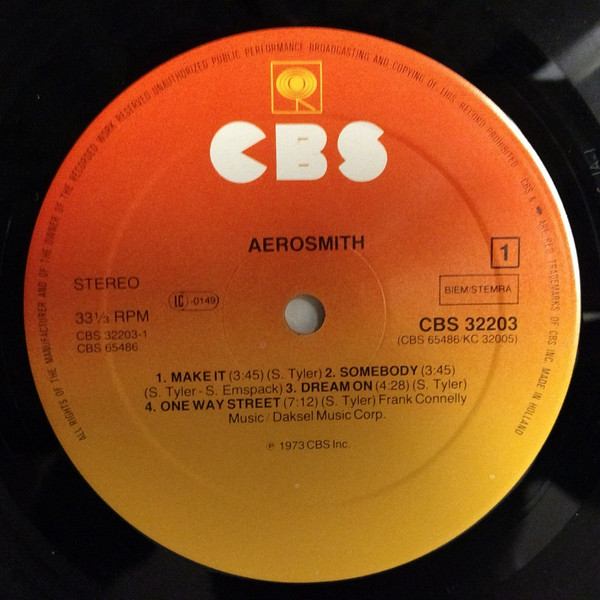 ALL RIGHTS OF THE MANUFACTURER AND OF THE OWNER OF THE RECORDED WORK RESERVED UNAUTHORIZED PUBLIC PERFORMANCE BROADCASTING AND COPYING OF THIS RECORD PROHIBITED CBS & ARE REG. TRADEMARKS OF CBS INC. MADE IN HOLLAND
CBS
AEROSMITH
1
STEREO
LC-0149
BIEM/STEMRA
33⅓ RPM
CBS 32203
CBS 32203-1
(CBS 65486/KC 32005)
CBS 65486
1. MAKE IT (3:45) (S. Tyler) 2. SOMEBODY (3:45)
(S. Tyler - S. Emspack) 3. DREAM ON (4:28) (S. Tyler)
4. ONE WAY STREET (7:12) (S. Tyler) Frank Connelly
Music / Daksel Music Corp.
℗ 1973 CBS Inc.